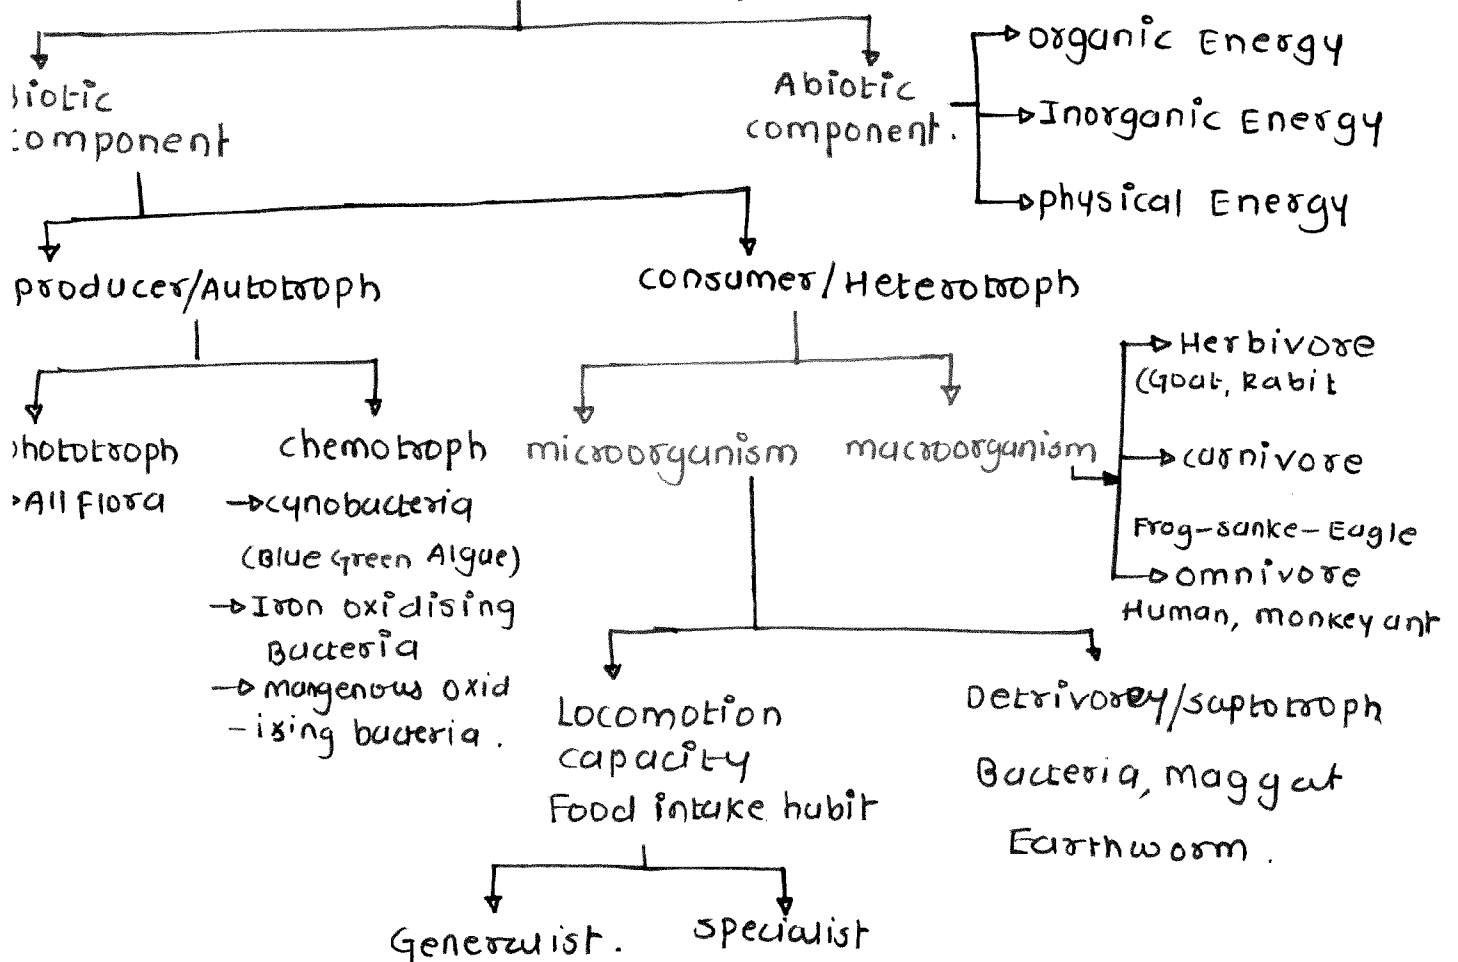 organic Energy
Abiotic
component.
Inorganic Energy
physical Energy
iotic
omponent
producer/Autotroph
consumer/Heterotroph
Herbivore
(Goat, Rabit
hototroph
chemotroph
microorganism
macroorganism
carnivore
All Flora
cynobacteria
(Blue Green Algae)
Frog-sanke-Eagle
omnivore
Human, monkey ant
Iron oxidising
Bacteria
mangenous oxid
-ixing bacteria.
Locomotion
capacity
Food intake habit
Detrivorey/saptotroph
Bacteria, maggat
Earthworm.
Generalist.
specialist